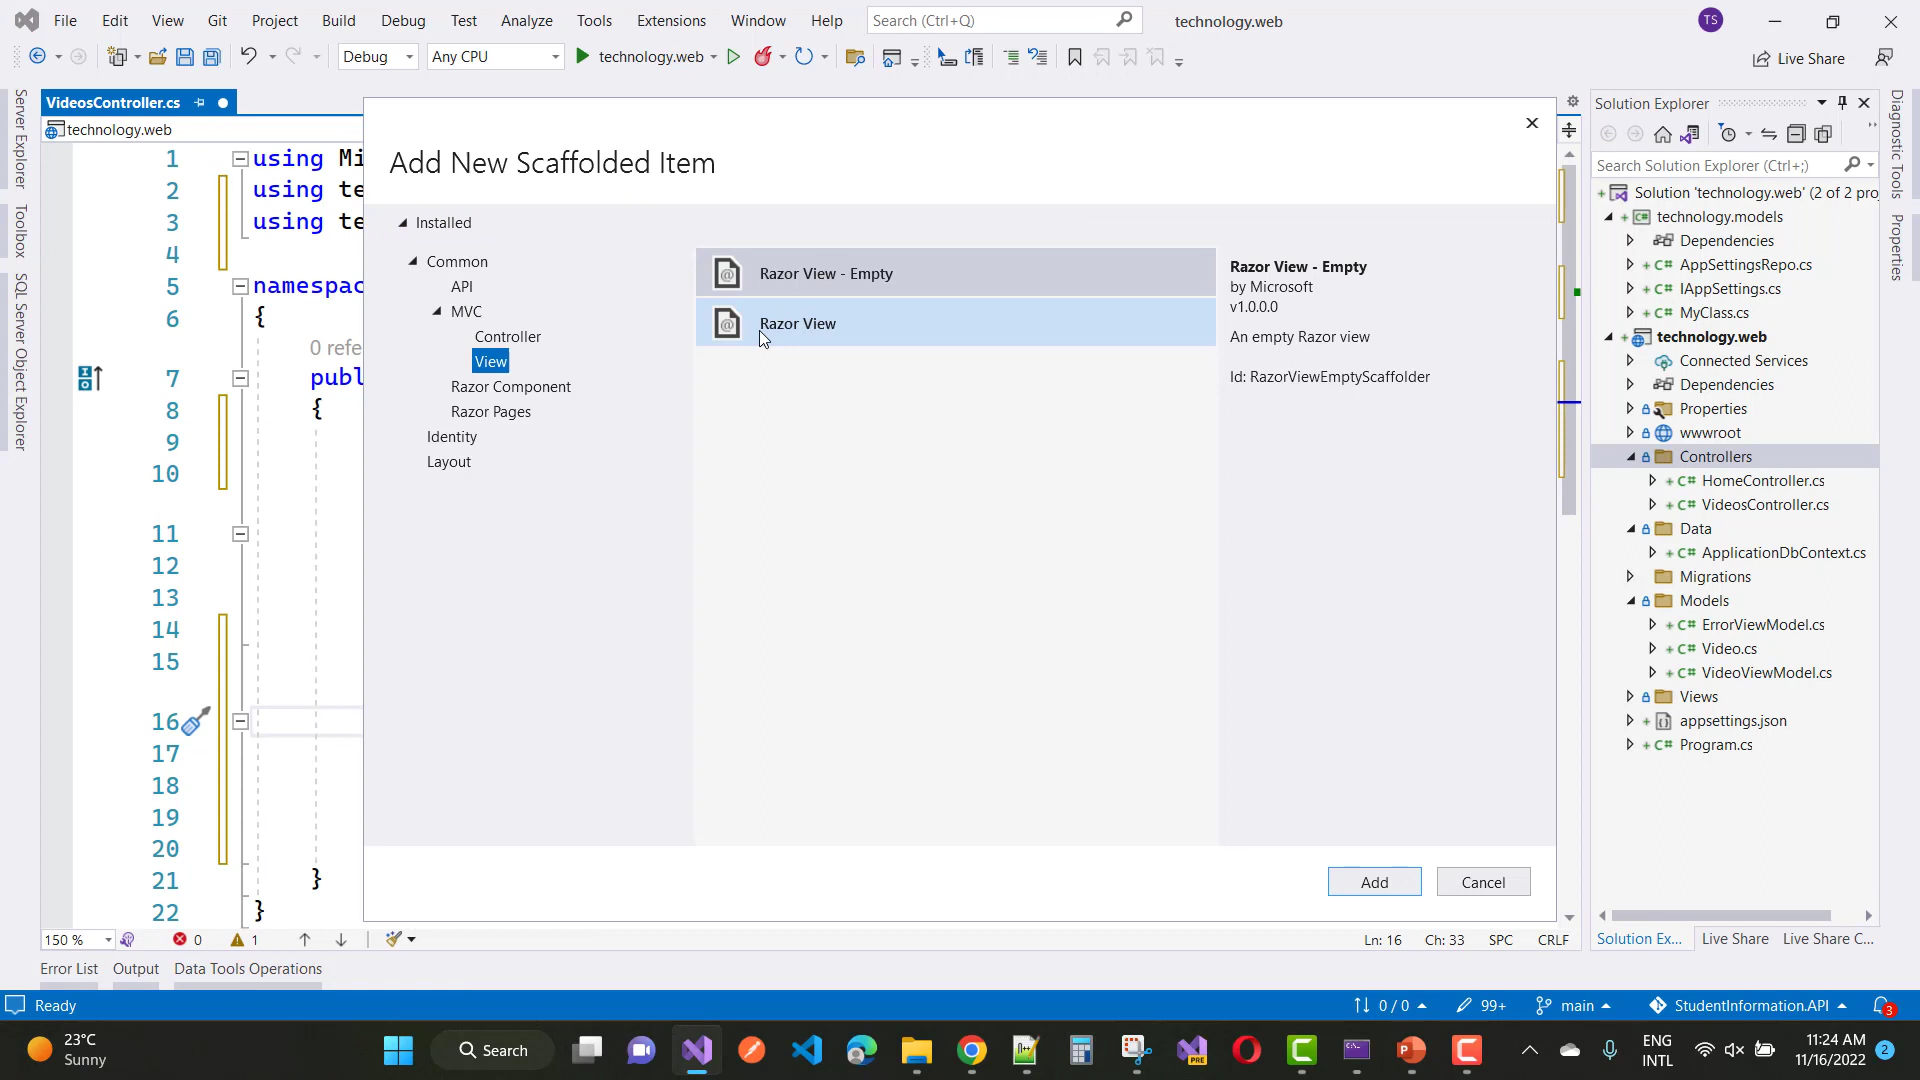 File Edit View Git Project Build Debug Test Analyze Tools Extensions Window Help Search (Ctrl+Q) technology.web TS
Debug Any CPU technology.web Live Share
Server Explorer
Toolbox
SQL Server Object Explorer
VideosController.cs
technology.web
1 using Mi
2 using te
3 using te
4
5 namespac
6 {
0 refe
7 publ
8 {
9
10
11
12
13
14
15
16
17
18
19
20
21 }
22 }
Add New Scaffolded Item
Installed
Common
API
MVC
Controller
View
Razor Component
Razor Pages
Identity
Layout
Razor View - Empty
Razor View
Razor View - Empty
by Microsoft
v1.0.0.0
An empty Razor view
Id: RazorViewEmptyScaffolder
Add Cancel
Solution Explorer
Search Solution Explorer (Ctrl+;)
Solution 'technology.web' (2 of 2 proj
technology.models
Dependencies
C# AppSettingsRepo.cs
C# IAppSettings.cs
C# MyClass.cs
technology.web
Connected Services
Dependencies
Properties
wwwroot
Controllers
C# HomeController.cs
C# VideosController.cs
Data
C# ApplicationDbContext.cs
Migrations
Models
C# ErrorViewModel.cs
C# Video.cs
C# VideoViewModel.cs
Views
appsettings.json
C# Program.cs
Solution Ex... Live Share Live Share C...
Diagnostic Tools
Properties
150 % 0 1 Ln: 16 Ch: 33 SPC CRLF
Error List Output Data Tools Operations
Ready 0 / 0 99+ main StudentInformation.API 3
23°C
Sunny
Search
PRE
ENG
INTL
11:24 AM
11/16/2022
2